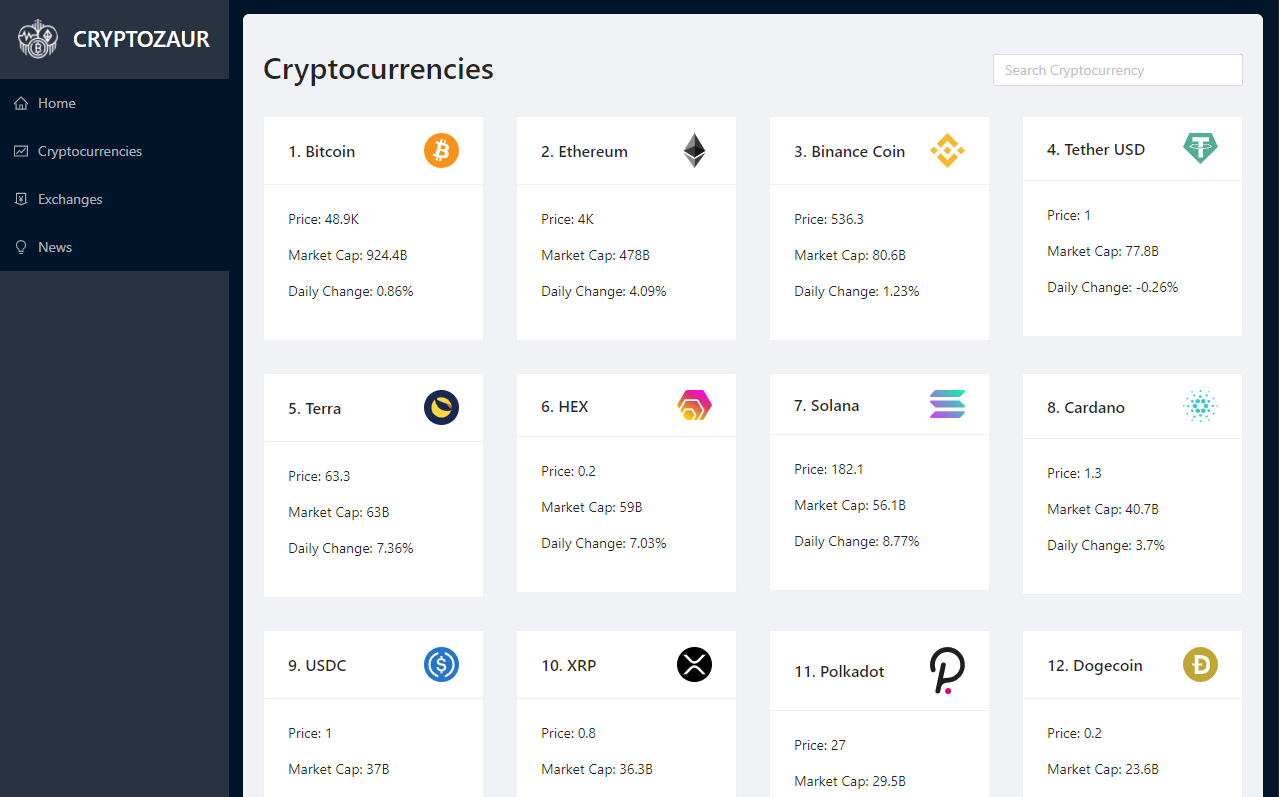 CRYPTOZAUR
Home
Cryptocurrencies
Exchanges
News
Cryptocurrencies
Search Cryptocurrency
1. Bitcoin
Price: 48.9K
Market Cap: 924.4B
Daily Change: 0.86%
2. Ethereum
Price: 4K
Market Cap: 478B
Daily Change: 4.09%
3. Binance Coin
Price: 536.3
Market Cap: 80.6B
Daily Change: 1.23%
4. Tether USD
Price: 1
Market Cap: 77.8B
Daily Change: -0.26%
5. Terra
Price: 63.3
Market Cap: 63B
Daily Change: 7.36%
6. HEX
Price: 0.2
Market Cap: 59B
Daily Change: 7.03%
7. Solana
Price: 182.1
Market Cap: 56.1B
Daily Change: 8.77%
8. Cardano
Price: 1.3
Market Cap: 40.7B
Daily Change: 3.7%
9. USDC
Price: 1
Market Cap: 37B
10. XRP
Price: 0.8
Market Cap: 36.3B
11. Polkadot
Price: 27
Market Cap: 29.5B
12. Dogecoin
Price: 0.2
Market Cap: 23.6B